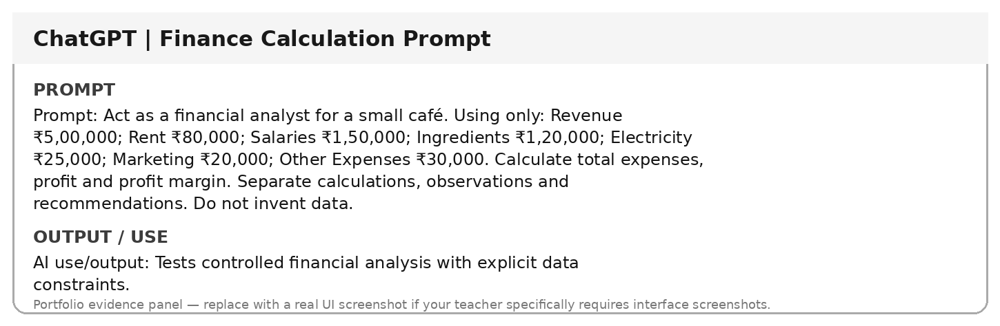 ChatGPT | Finance Calculation Prompt
PROMPT
Prompt: Act as a financial analyst for a small café. Using only: Revenue
₹5,00,000; Rent ₹80,000; Salaries ₹1,50,000; Ingredients ₹1,20,000; Electricity
₹25,000; Marketing ₹20,000; Other Expenses ₹30,000. Calculate total expenses,
profit and profit margin. Separate calculations, observations and
recommendations. Do not invent data.
OUTPUT / USE
AI use/output: Tests controlled financial analysis with explicit data
constraints.
Portfolio evidence panel — replace with a real UI screenshot if your teacher specifically requires interface screenshots.